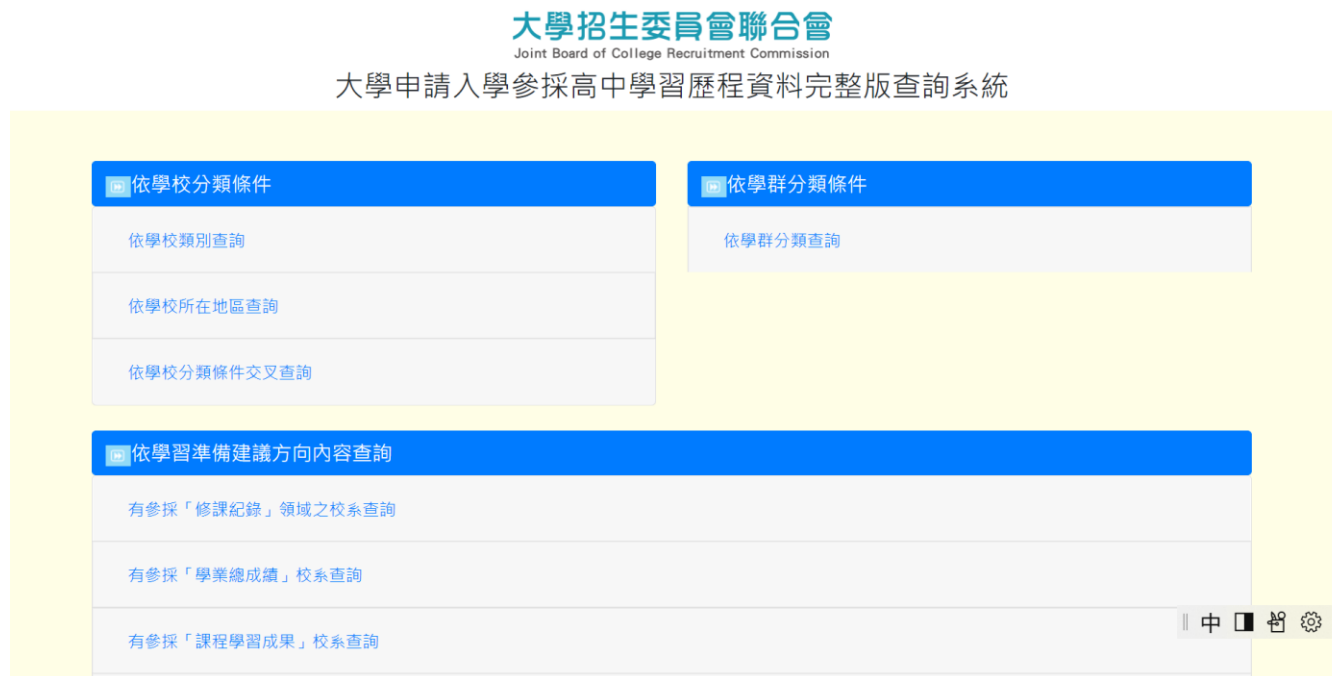 大學招生委員會聯合會
Joint Board of College Recruitment Commission
大學申請入學參採高中學習歷程資料完整版查詢系統
依學校分類條件
依學校類別查詢
依學校所在地區查詢
依學校分類條件交叉查詢
依學群分類條件
依學群分類查詢
依學習準備建議方向內容查詢
有參採「修課紀錄」領域之校系查詢
有參採「學業總成績」校系查詢
有參採「課程學習成果」校系查詢
中